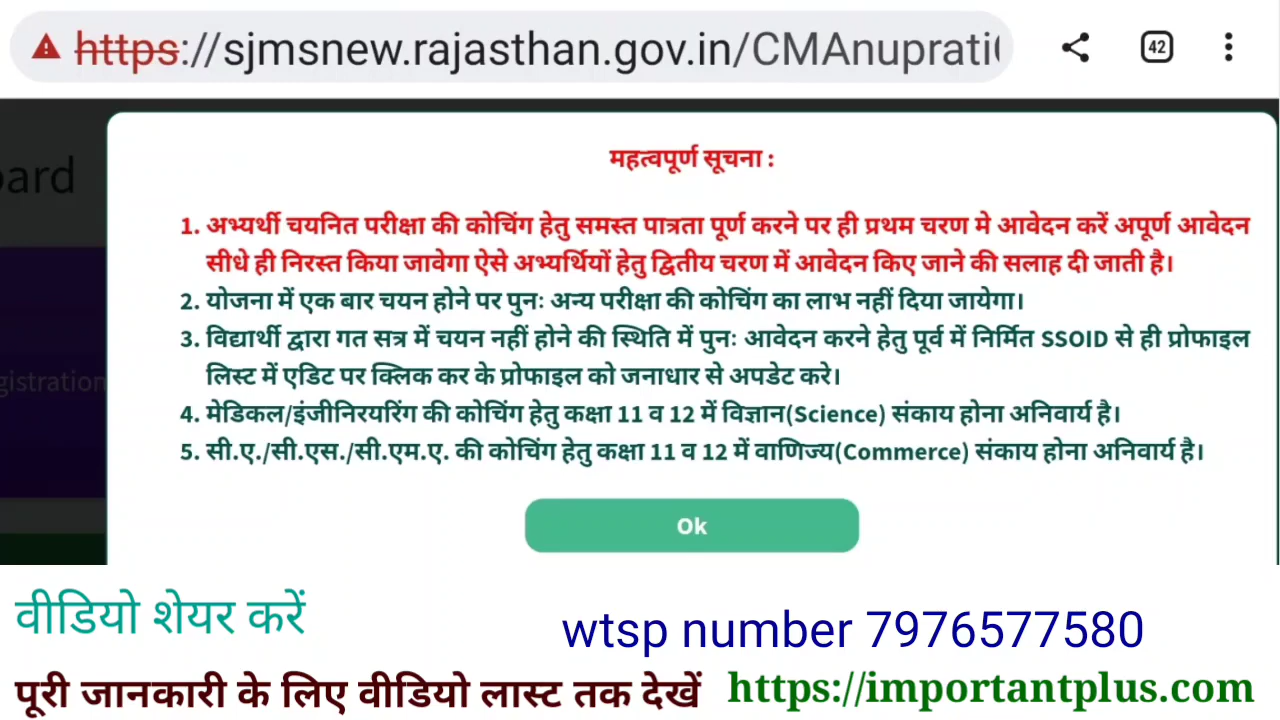 https://sjmsnew.rajasthan.gov.in/CMAnuprati
42
oard
महत्वपूर्ण सूचना :
1. अभ्यर्थी चयनित परीक्षा की कोचिंग हेतु समस्त पात्रता पूर्ण करने पर ही प्रथम चरण मे आवेदन करें अपूर्ण आवेदन
सीधे ही निरस्त किया जावेगा ऐसे अभ्यर्थियों हेतु द्वितीय चरण में आवेदन किए जाने की सलाह दी जाती है।
2. योजना में एक बार चयन होने पर पुनः अन्य परीक्षा की कोचिंग का लाभ नहीं दिया जायेगा।
3. विद्यार्थी द्वारा गत सत्र में चयन नहीं होने की स्थिति में पुनः आवेदन करने हेतु पूर्व में निर्मित SSOID से ही प्रोफाइल
gistration
लिस्ट में एडिट पर क्लिक कर के प्रोफाइल को जनाधार से अपडेट करे।
4. मेडिकल/इंजीनिरयरिंग की कोचिंग हेतु कक्षा 11 व 12 में विज्ञान(Science) संकाय होना अनिवार्य है।
5. सी.ए./सी.एस./सी.एम.ए. की कोचिंग हेतु कक्षा 11 व 12 में वाणिज्य(Commerce) संकाय होना अनिवार्य है।
Ok
वीडियो शेयर करें
wtsp number 7976577580
पूरी जानकारी के लिए वीडियो लास्ट तक देखें
https://importantplus.com